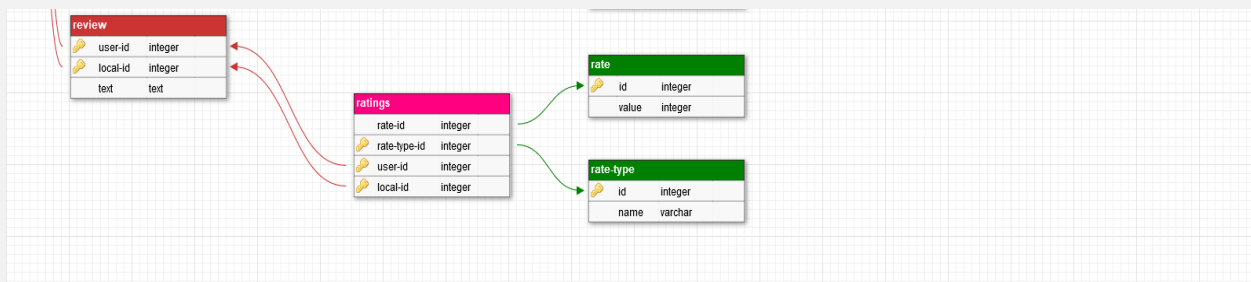 review
user-id integer
local-id integer
text text
ratings
rate-id integer
rate-type-id integer
user-id integer
local-id integer
rate
id integer
value integer
rate-type
id integer
name varchar